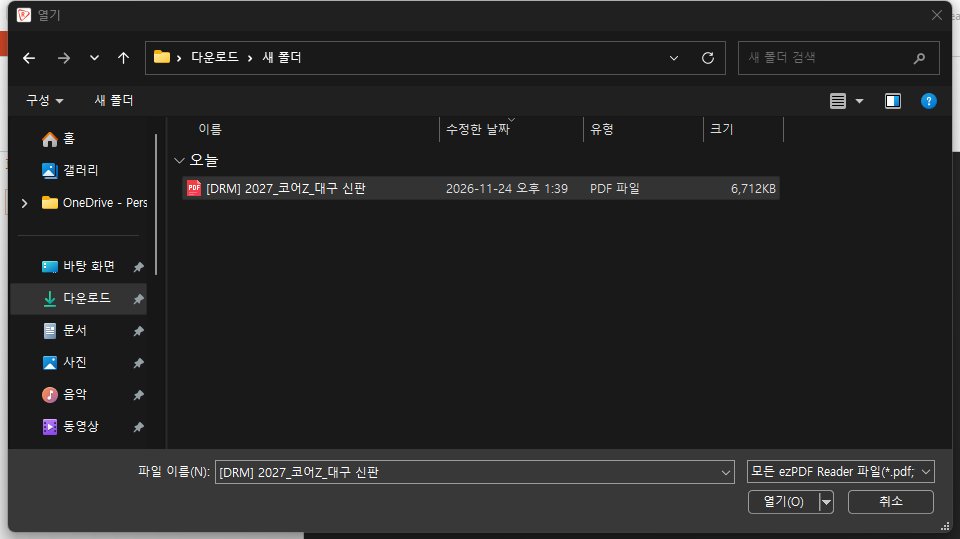 열기
다운로드 > 새 폴더
새 폴더 검색
구성 새 폴더
이름 수정한 날짜 유형 크기
홈
갤러리
OneDrive - Pers
바탕 화면
다운로드
문서
사진
음악
동영상
오늘
[DRM] 2027_코어Z_대구 신판 2026-11-24 오후 1:39 PDF 파일 6,712KB
파일 이름(N): [DRM] 2027_코어Z_대구 신판
모든 ezPDF Reader 파일(*.pdf;
열기(O) 취소